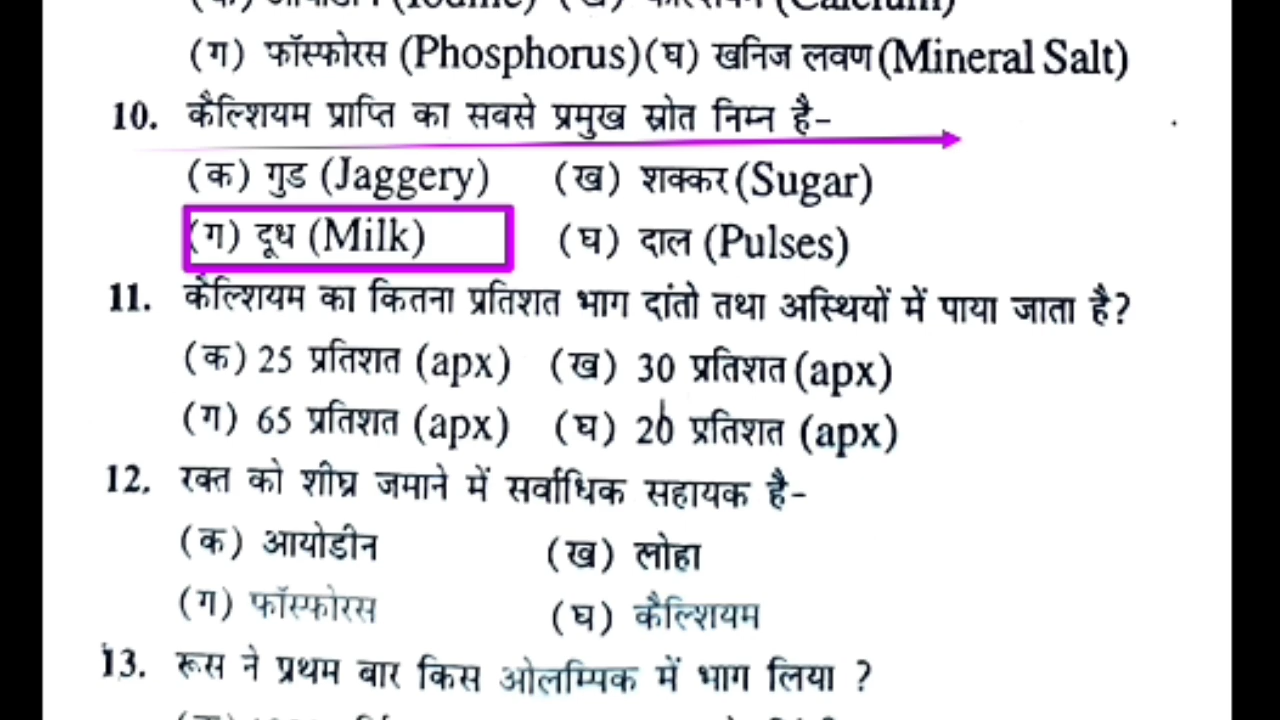 (Iodine) (ख) (Calcium)
(ग) फॉस्फोरस (Phosphorus) (घ) खनिज लवण (Mineral Salt)
10. कैल्शियम प्राप्ति का सबसे प्रमुख स्रोत निम्न है-
(क) गुड (Jaggery) (ख) शक्कर (Sugar)
(ग) दूध (Milk) (घ) दाल (Pulses)
11. कैल्शियम का कितना प्रतिशत भाग दांतो तथा अस्थियों में पाया जाता है?
(क) 25 प्रतिशत (apx) (ख) 30 प्रतिशत (apx)
(ग) 65 प्रतिशत (apx) (घ) 20 प्रतिशत (apx)
12. रक्त को शीघ्र जमाने में सर्वाधिक सहायक है-
(क) आयोडीन (ख) लोहा
(ग) फॉस्फोरस (घ) कैल्शियम
13. रूस ने प्रथम बार किस ओलम्पिक में भाग लिया ?